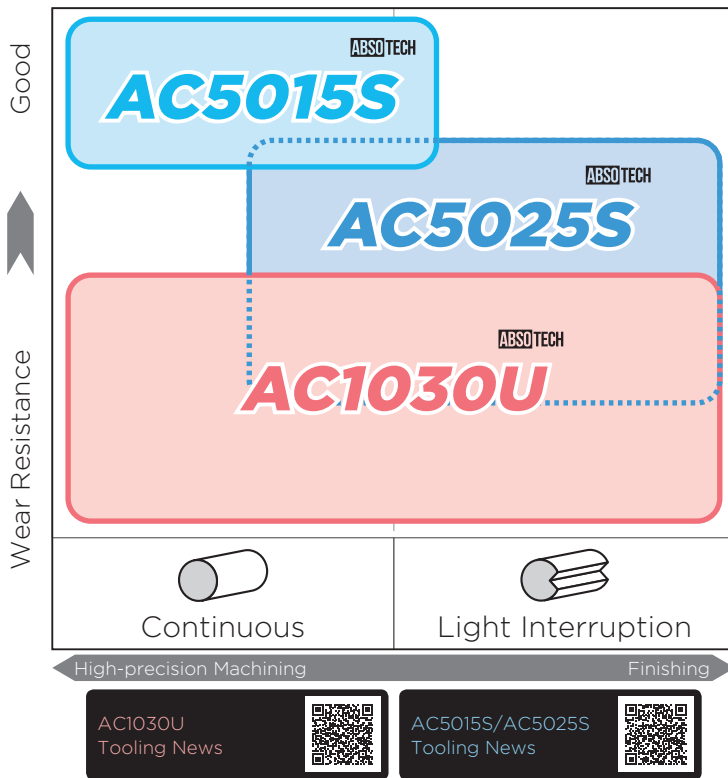 Good
Wear Resistance
ABSOTECH
AC5015S
ABSOTECH
AC5025S
ABSOTECH
AC1030U
Continuous
Light Interruption
High-precision Machining
Finishing
AC1030U
Tooling News
AC5015S/AC5025S
Tooling News